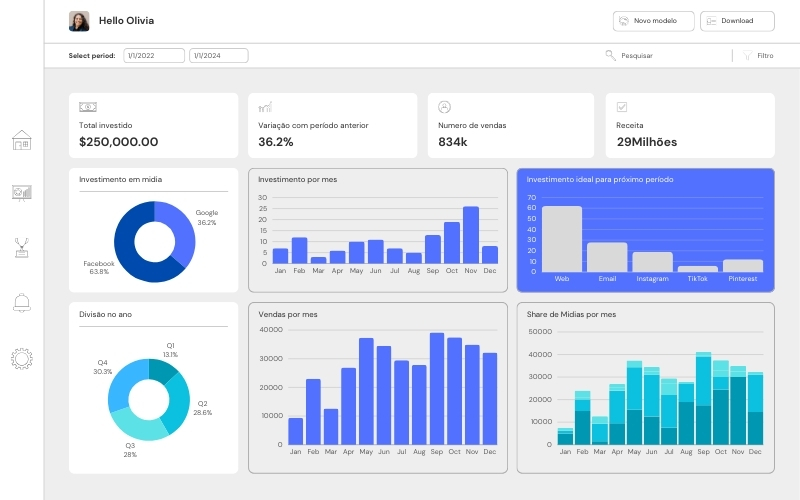 Hello Olivia
Novo modelo
Download
Select period:
1/1/2022
1/1/2024
Pesquisar
Filtro
Total investido
$250,000.00
Variação com período anterior
36.2%
Numero de vendas
834k
Receita
29Milhões
Investimento em midia
Google
36.2%
Facebook
63.8%
Investimento por mes
30
25
20
15
10
5
0
Jan Feb Mar Apr May Jun Jul Aug Sep Oct Nov Dec
Investimento ideal para próximo período
70
60
50
40
30
20
10
0
Web Email Instagram TikTok Pinterest
Divisão no ano
Q1
13.1%
Q4
30.3%
Q2
28.6%
Q3
28%
Vendas por mes
40000
30000
20000
10000
0
Jan Feb Mar Apr May Jun Jul Aug Sep Oct Nov Dec
Share de Midias por mes
50000
40000
30000
20000
10000
0
Jan Feb Mar Apr May Jun Jul Aug Sep Oct Nov Dec